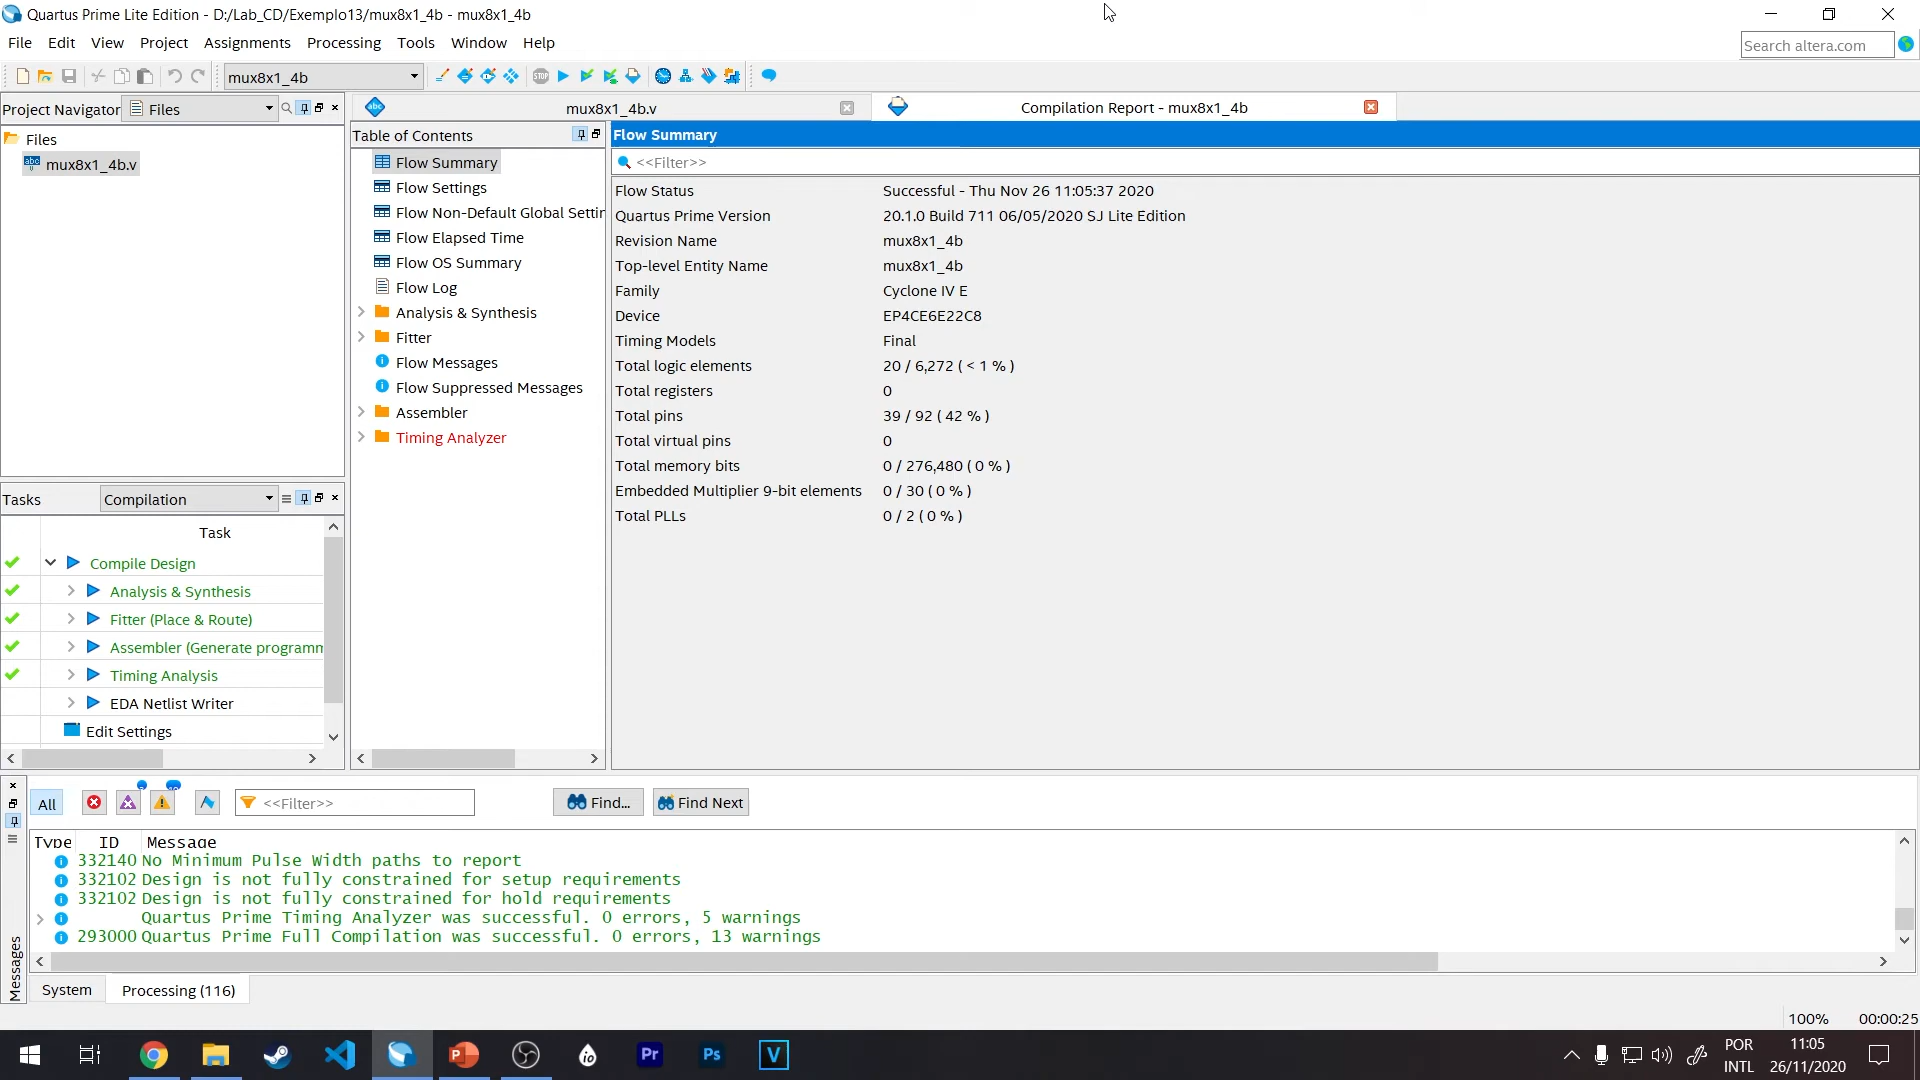 Quartus Prime Lite Edition - D:/Lab_CD/Exemplo13/mux8x1_4b - mux8x1_4b
File Edit View Project Assignments Processing Tools Window Help
Search altera.com
mux8x1_4b
STOP
Project Navigator Files
Files
abc mux8x1_4b.v
abc mux8x1_4b.v
Compilation Report - mux8x1_4b
Table of Contents
Flow Summary
Flow Settings
Flow Non-Default Global Settin
Flow Elapsed Time
Flow OS Summary
Flow Log
Analysis & Synthesis
Fitter
Flow Messages
Flow Suppressed Messages
Assembler
Timing Analyzer
Flow Summary
<<Filter>>
Flow Status Successful - Thu Nov 26 11:05:37 2020
Quartus Prime Version 20.1.0 Build 711 06/05/2020 SJ Lite Edition
Revision Name mux8x1_4b
Top-level Entity Name mux8x1_4b
Family Cyclone IV E
Device EP4CE6E22C8
Timing Models Final
Total logic elements 20 / 6,272 ( < 1 % )
Total registers 0
Total pins 39 / 92 ( 42 % )
Total virtual pins 0
Total memory bits 0 / 276,480 ( 0 % )
Embedded Multiplier 9-bit elements 0 / 30 ( 0 % )
Total PLLs 0 / 2 ( 0 % )
Tasks Compilation
Task
Compile Design
Analysis & Synthesis
Fitter (Place & Route)
Assembler (Generate programm
Timing Analysis
EDA Netlist Writer
Edit Settings
All <<Filter>> Find... Find Next
Type ID Message
332140 No Minimum Pulse Width paths to report
332102 Design is not fully constrained for setup requirements
332102 Design is not fully constrained for hold requirements
Quartus Prime Timing Analyzer was successful. 0 errors, 5 warnings
293000 Quartus Prime Full Compilation was successful. 0 errors, 13 warnings
Messages
System Processing (116)
100% 00:00:25
io Pr Ps V
POR
INTL
11:05
26/11/2020